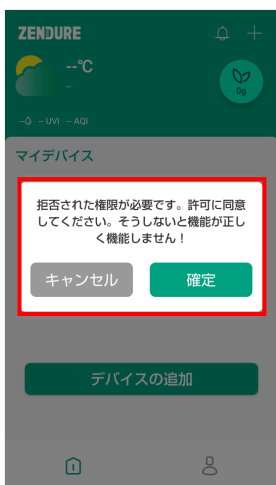 ZENDURE
--℃
-
0g
- - UVI - AQI
マイデバイス
拒否された権限が必要です。許可に同意
してください。そうしないと機能が正し
く機能しません！
キャンセル
確定
デバイスの追加